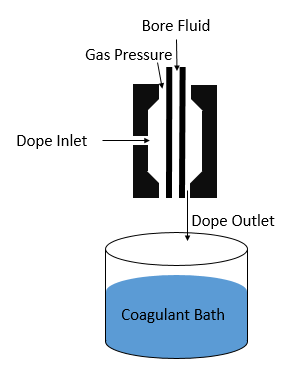 Bore Fluid
Gas Pressure
Dope Inlet
Dope Outlet
Coagulant Bath